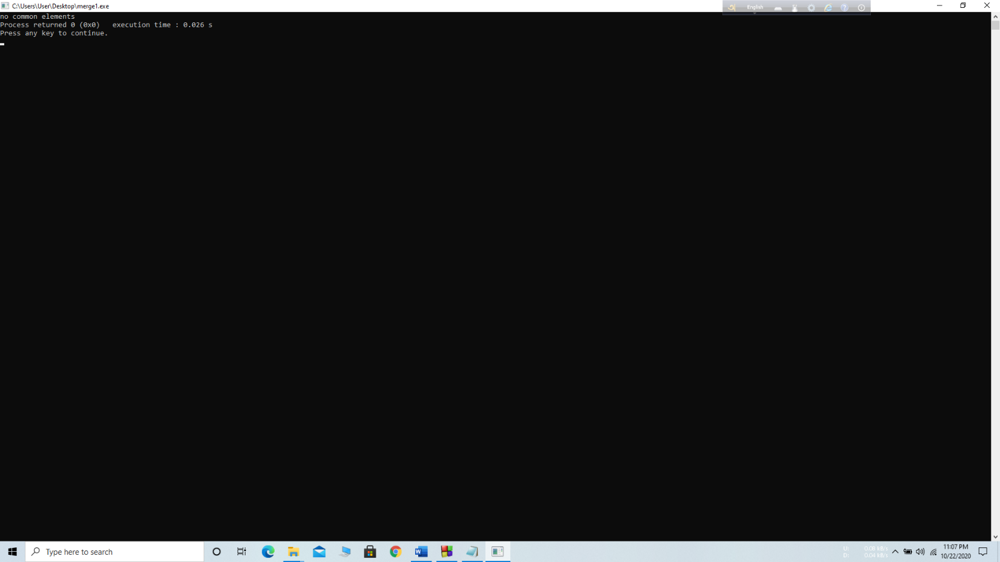 C:\Users\User\Desktop\merge1.exe
English
no common elements
Process returned 0 (0x0)   execution time : 0.026 s
Press any key to continue.
Type here to search
U: 0.08 kB/s
D: 0.04 kB/s
11:07 PM
10/22/2020